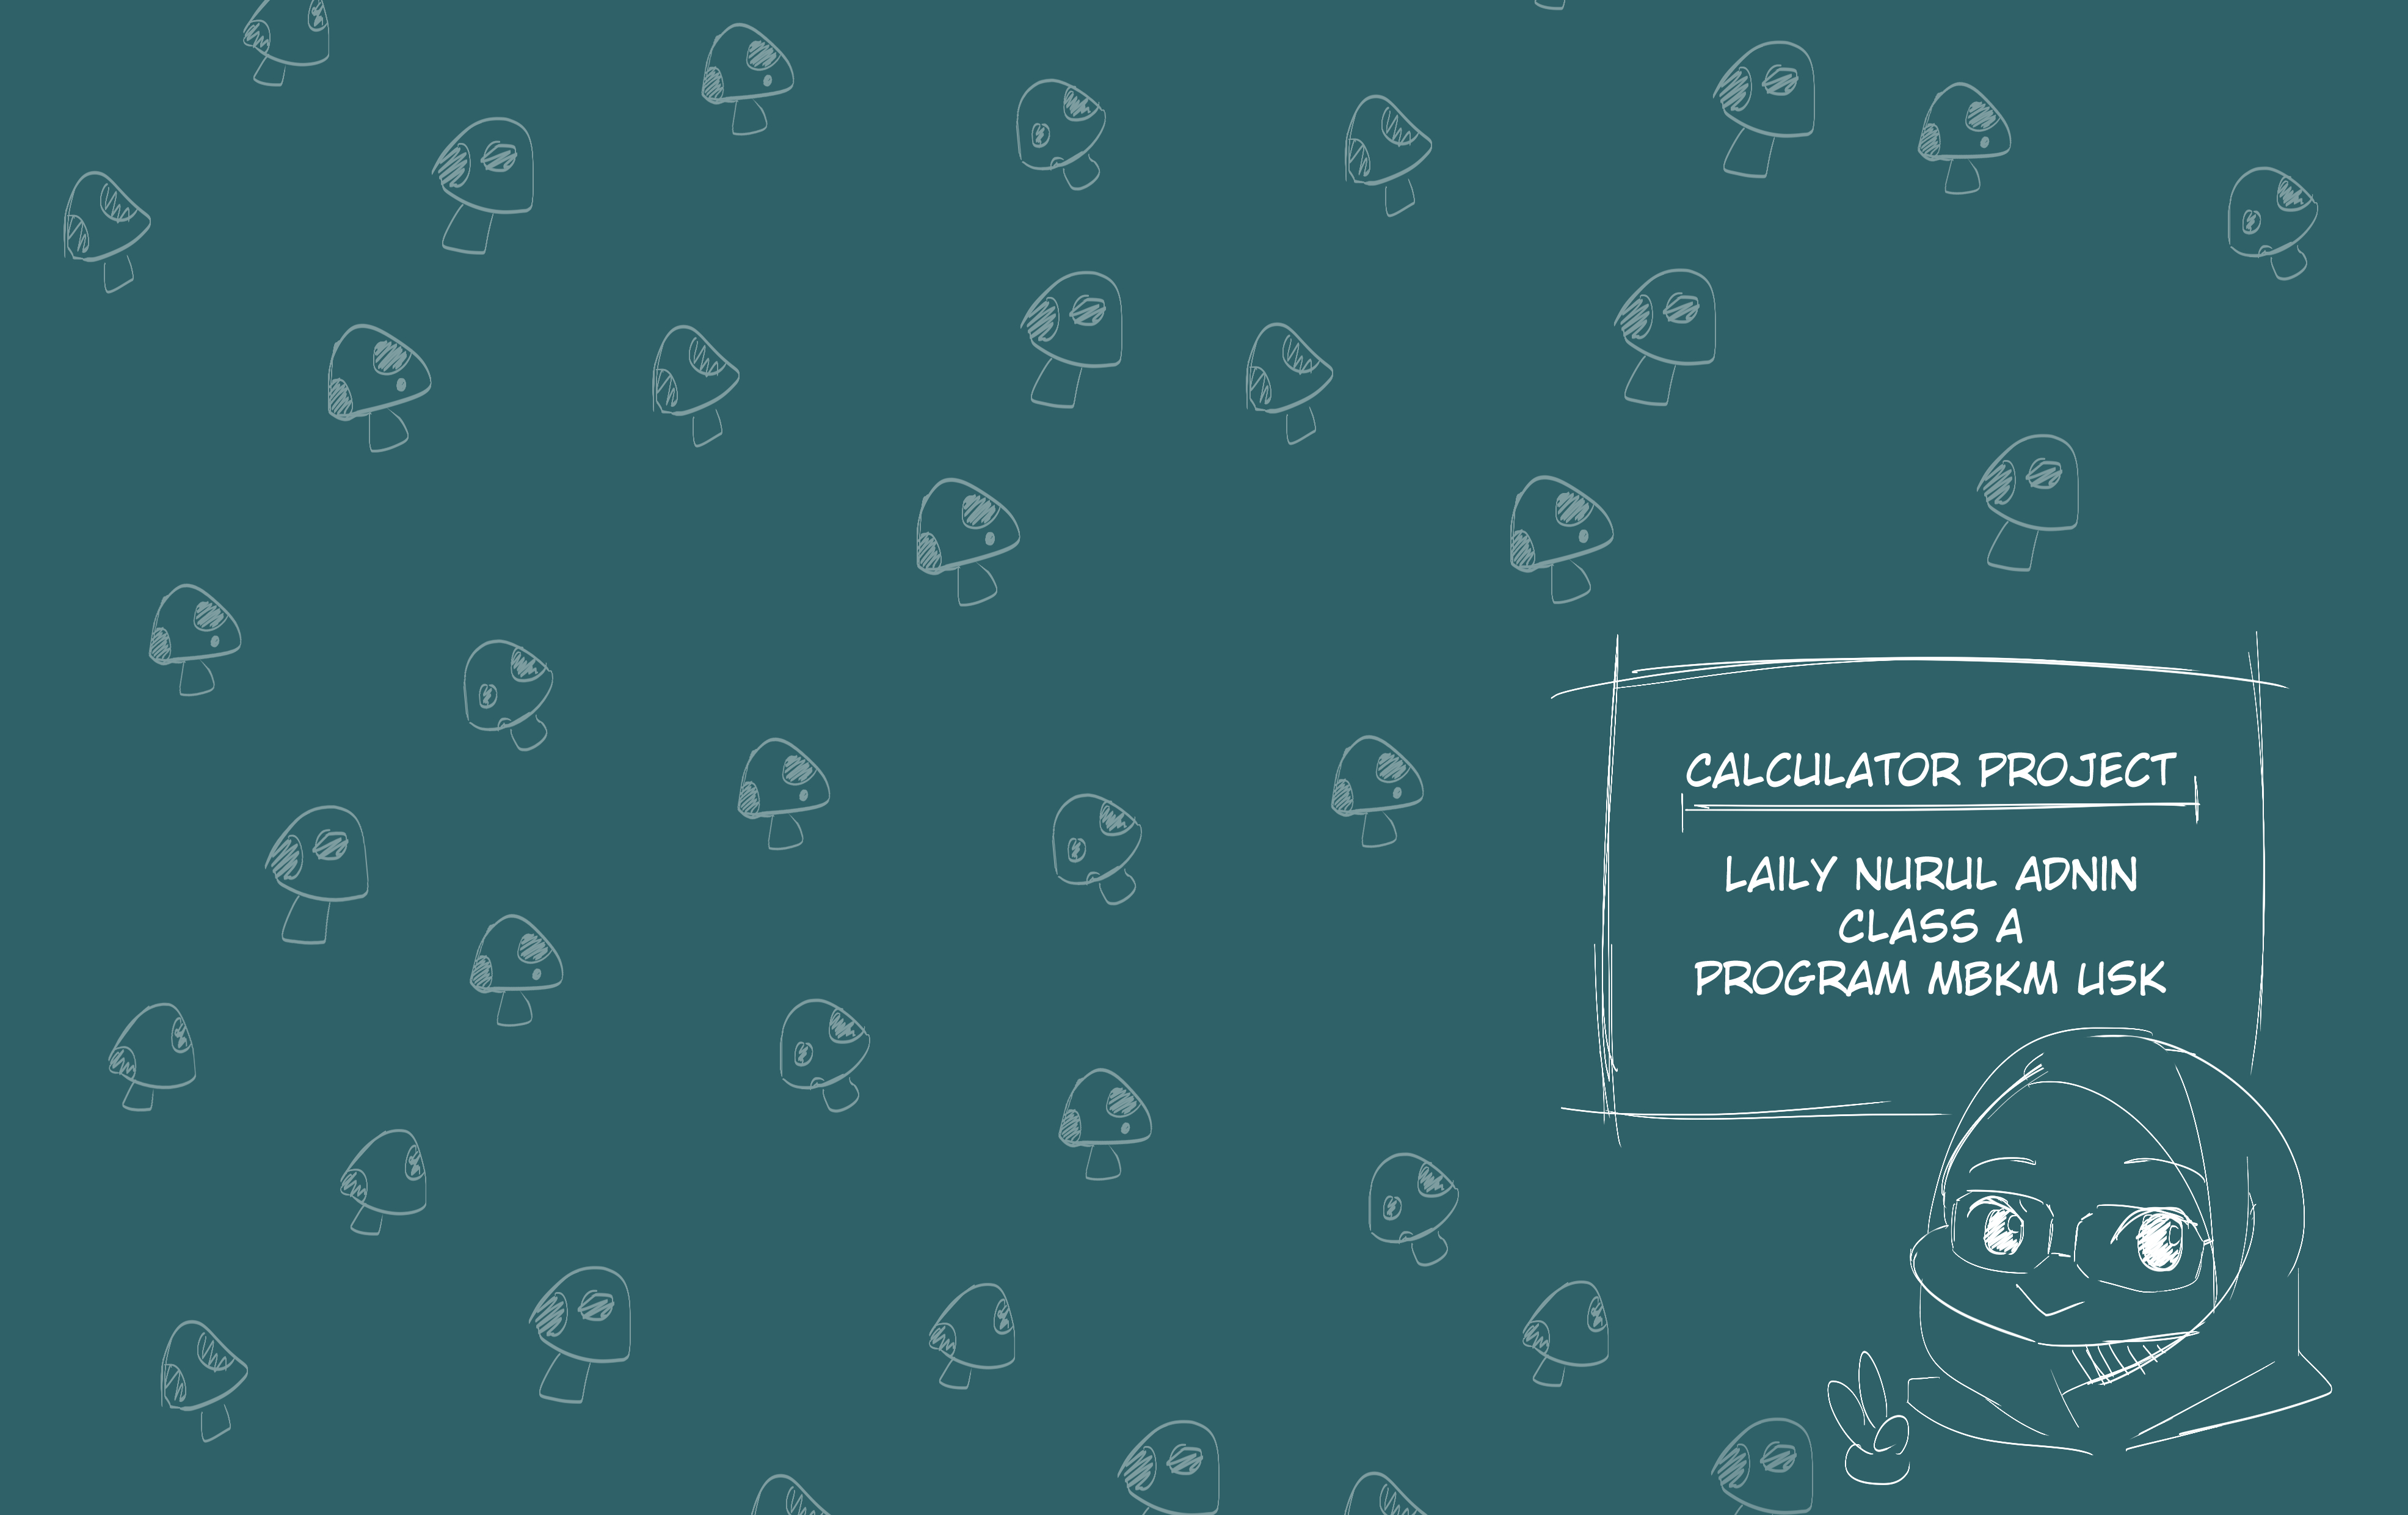 CALCULATOR PROJECT
LAILY NURUL ADNIN
CLASS A
PROGRAM MBKM USK